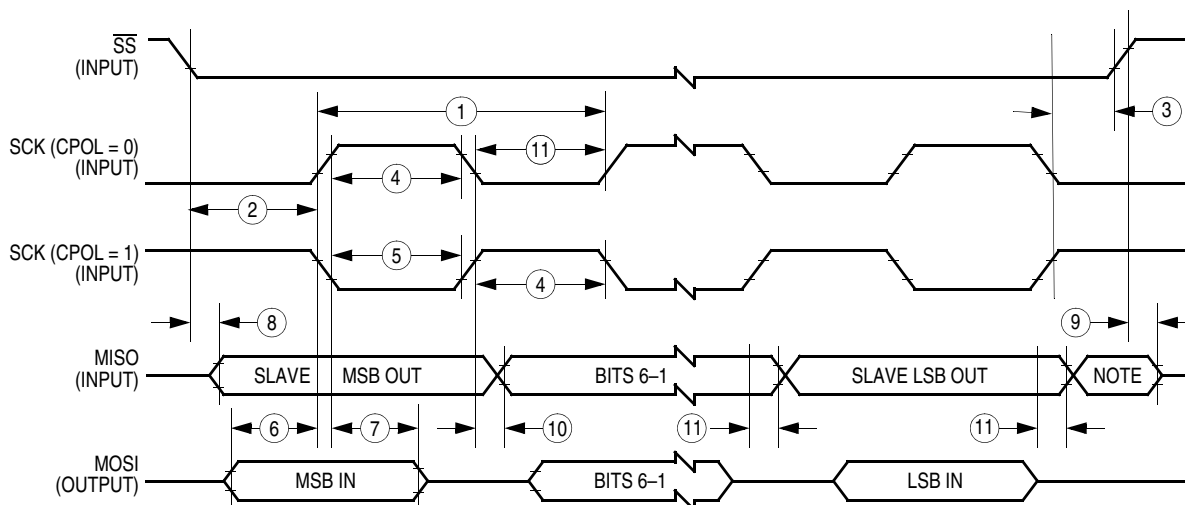 SS
(INPUT)
1
3
SCK (CPOL = 0)
(INPUT)
11
4
2
SCK (CPOL = 1)
(INPUT)
5
4
8
9
MISO
(INPUT)
SLAVE MSB OUT
BITS 6–1
SLAVE LSB OUT
NOTE
6
7
10
11
11
MOSI
(OUTPUT)
MSB IN
BITS 6–1
LSB IN